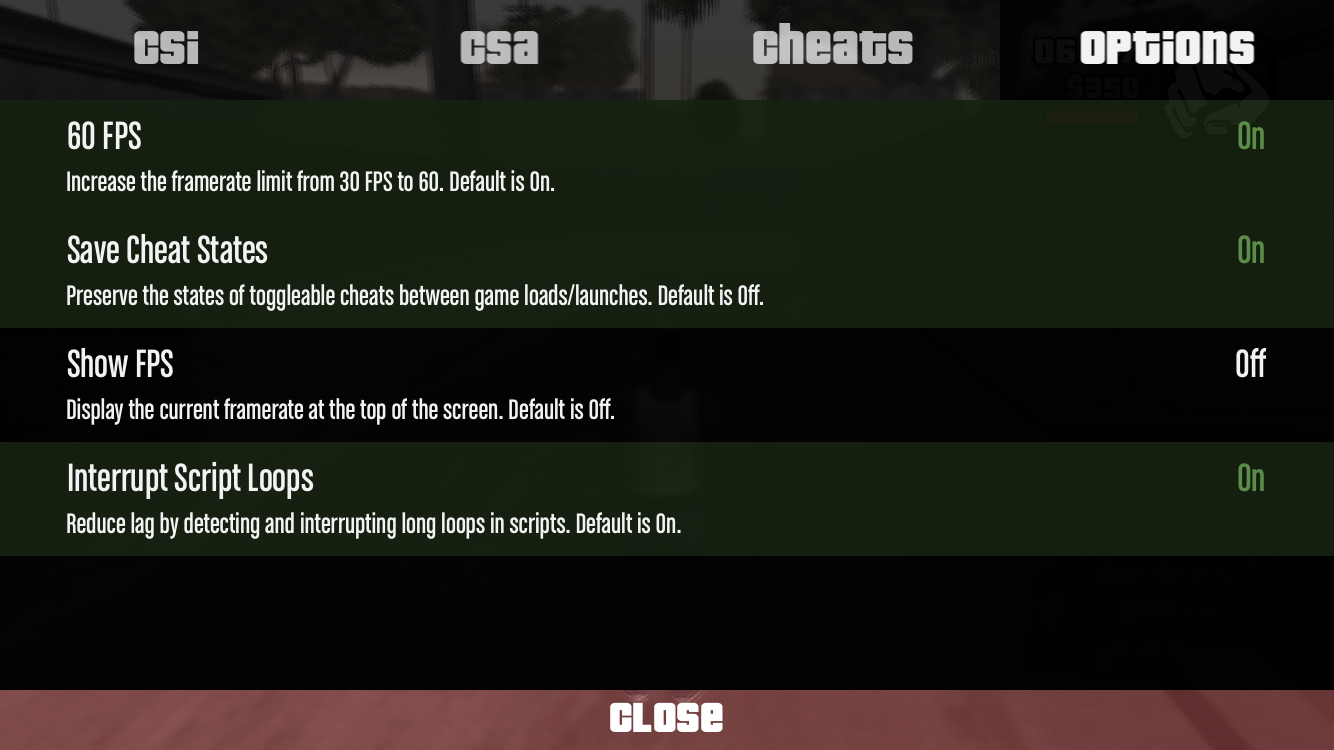 csi
csa
cheats
options
60 FPS
On
Increase the framerate limit from 30 FPS to 60. Default is On.
Save Cheat States
On
Preserve the states of toggleable cheats between game loads/launches. Default is Off.
Show FPS
Off
Display the current framerate at the top of the screen. Default is Off.
Interrupt Script Loops
On
Reduce lag by detecting and interrupting long loops in scripts. Default is On.
close